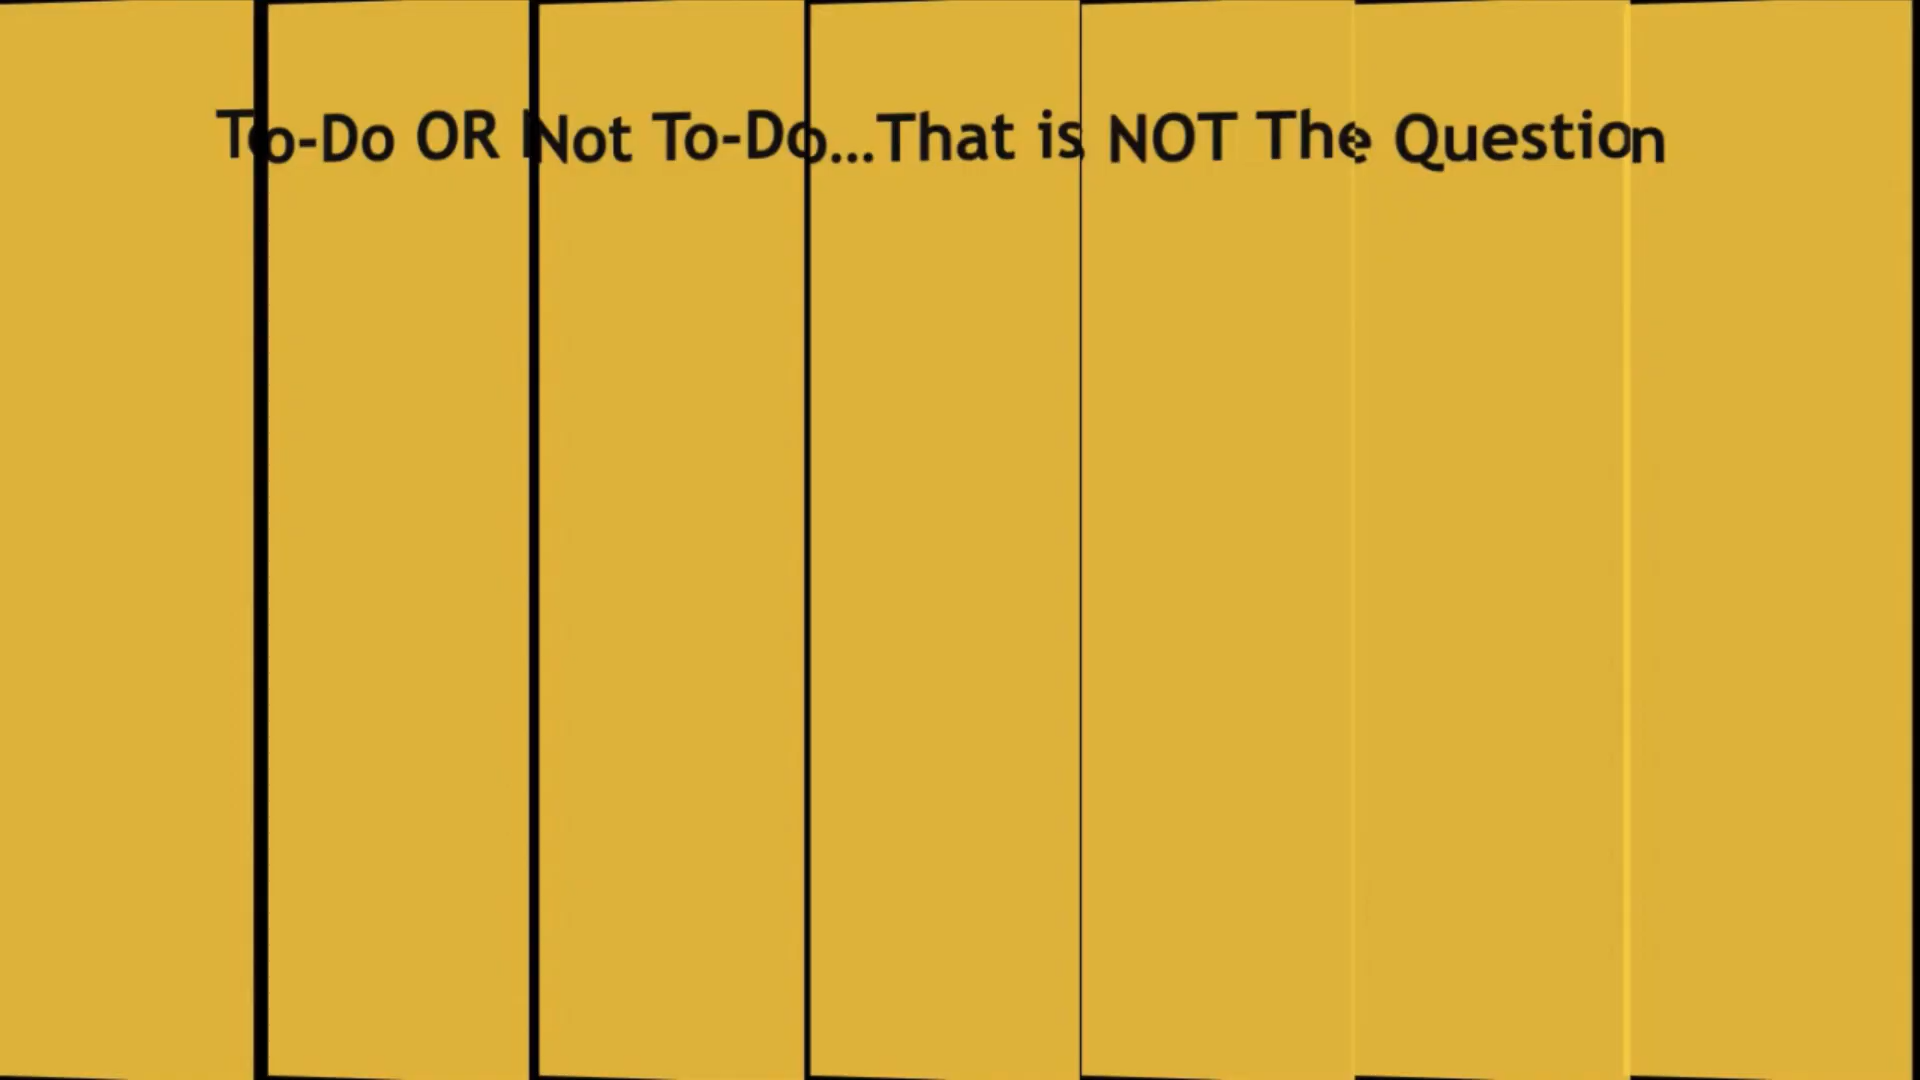 To-Do OR Not To-Do...That is NOT The Question